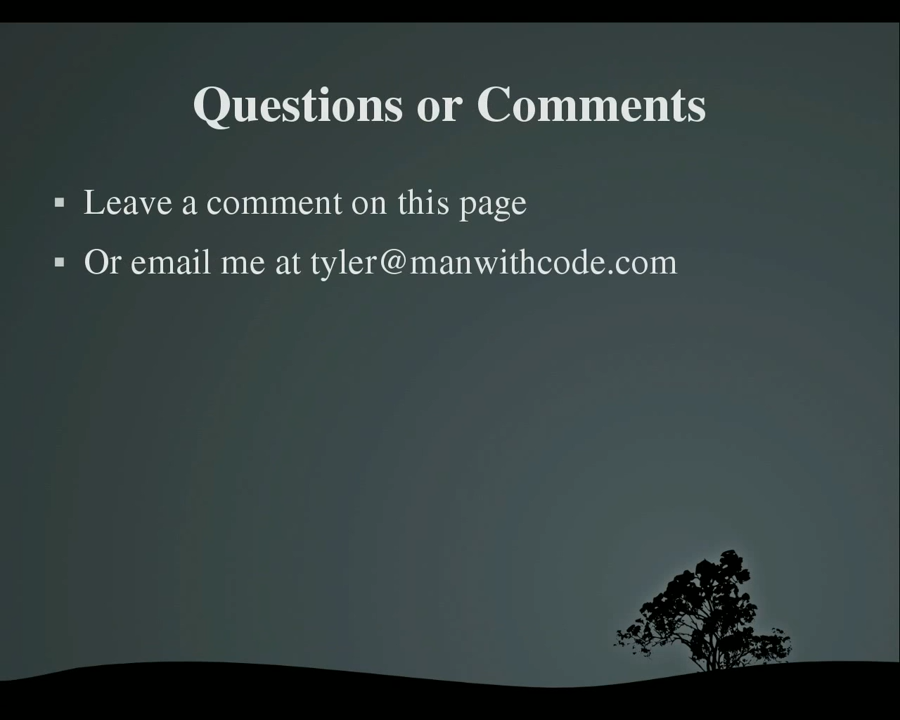 Questions or Comments
▪ Leave a comment on this page
▪ Or email me at tyler@manwithcode.com